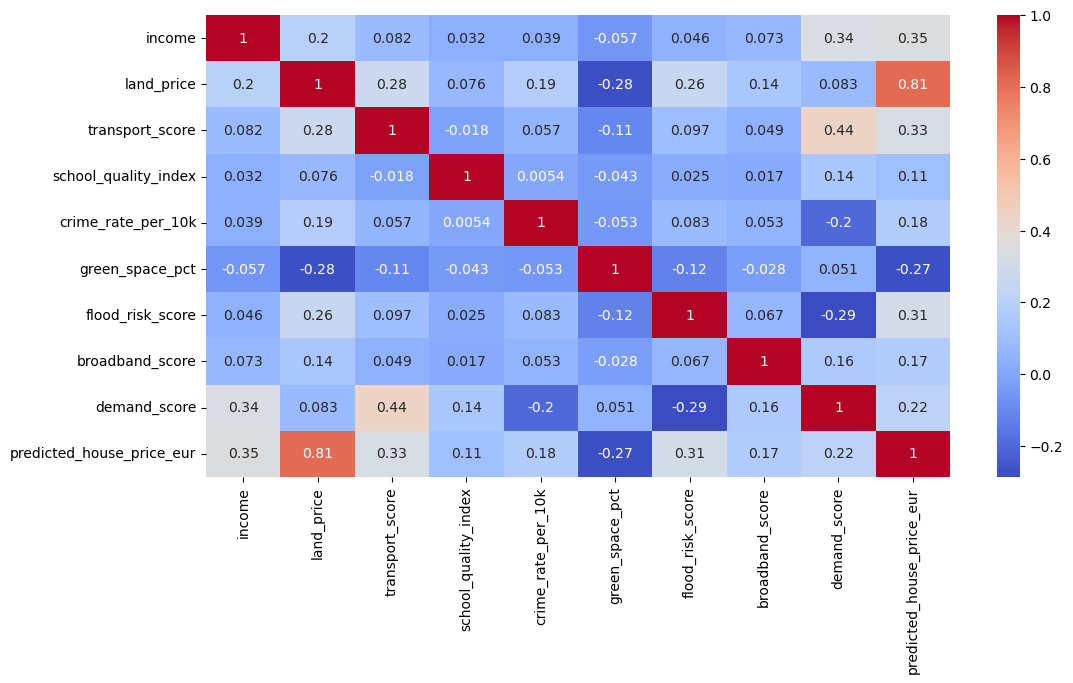 income 1 0.2 0.082 0.032 0.039 -0.057 0.046 0.073 0.34 0.35
land_price 0.2 1 0.28 0.076 0.19 -0.28 0.26 0.14 0.083 0.81
transport_score 0.082 0.28 1 -0.018 0.057 -0.11 0.097 0.049 0.44 0.33
school_quality_index 0.032 0.076 -0.018 1 0.0054 -0.043 0.025 0.017 0.14 0.11
crime_rate_per_10k 0.039 0.19 0.057 0.0054 1 -0.053 0.083 0.053 -0.2 0.18
green_space_pct -0.057 -0.28 -0.11 -0.043 -0.053 1 -0.12 -0.028 0.051 -0.27
flood_risk_score 0.046 0.26 0.097 0.025 0.083 -0.12 1 0.067 -0.29 0.31
broadband_score 0.073 0.14 0.049 0.017 0.053 -0.028 0.067 1 0.16 0.17
demand_score 0.34 0.083 0.44 0.14 -0.2 0.051 -0.29 0.16 1 0.22
predicted_house_price_eur 0.35 0.81 0.33 0.11 0.18 -0.27 0.31 0.17 0.22 1
income
land_price
transport_score
school_quality_index
crime_rate_per_10k
green_space_pct
flood_risk_score
broadband_score
demand_score
predicted_house_price_eur
1.0
0.8
0.6
0.4
0.2
0.0
−0.2